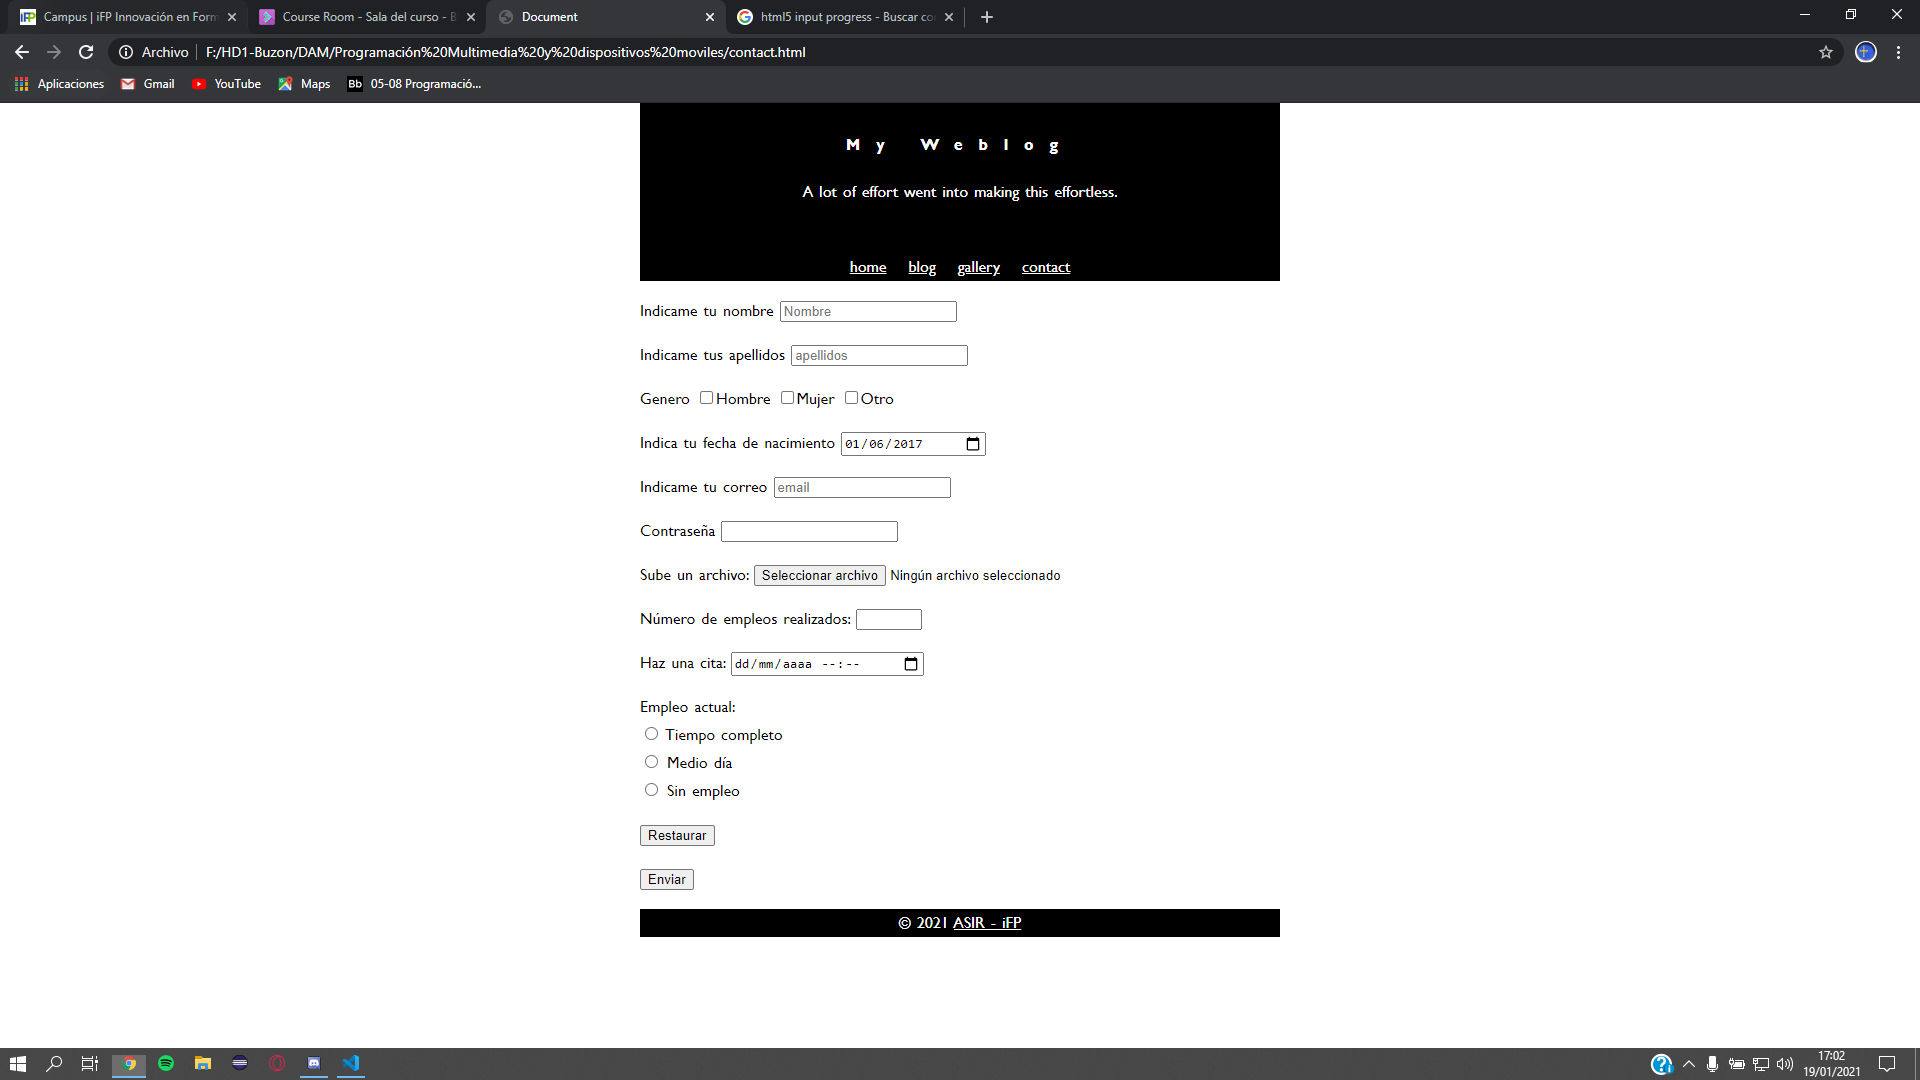 Campus | iFP Innovación en Form
Course Room - Sala del curso - B
Document
html5 input progress - Buscar co
Archivo
F:/HD1-Buzon/DAM/Programación%20Multimedia%20y%20dispositivos%20moviles/contact.html
Aplicaciones
Gmail
YouTube
Maps
Bb 05-08 Programació...
My Weblog
A lot of effort went into making this effortless.
home blog gallery contact
Indicame tu nombre Nombre
Indicame tus apellidos apellidos
Genero Hombre Mujer Otro
Indica tu fecha de nacimiento 01/06/2017
Indicame tu correo email
Contraseña
Sube un archivo: Seleccionar archivo Ningún archivo seleccionado
Número de empleos realizados:
Haz una cita: dd/mm/aaaa --:--
Empleo actual:
Tiempo completo
Medio día
Sin empleo
Restaurar
Enviar
© 2021 ASIR - iFP
17:02
19/01/2021